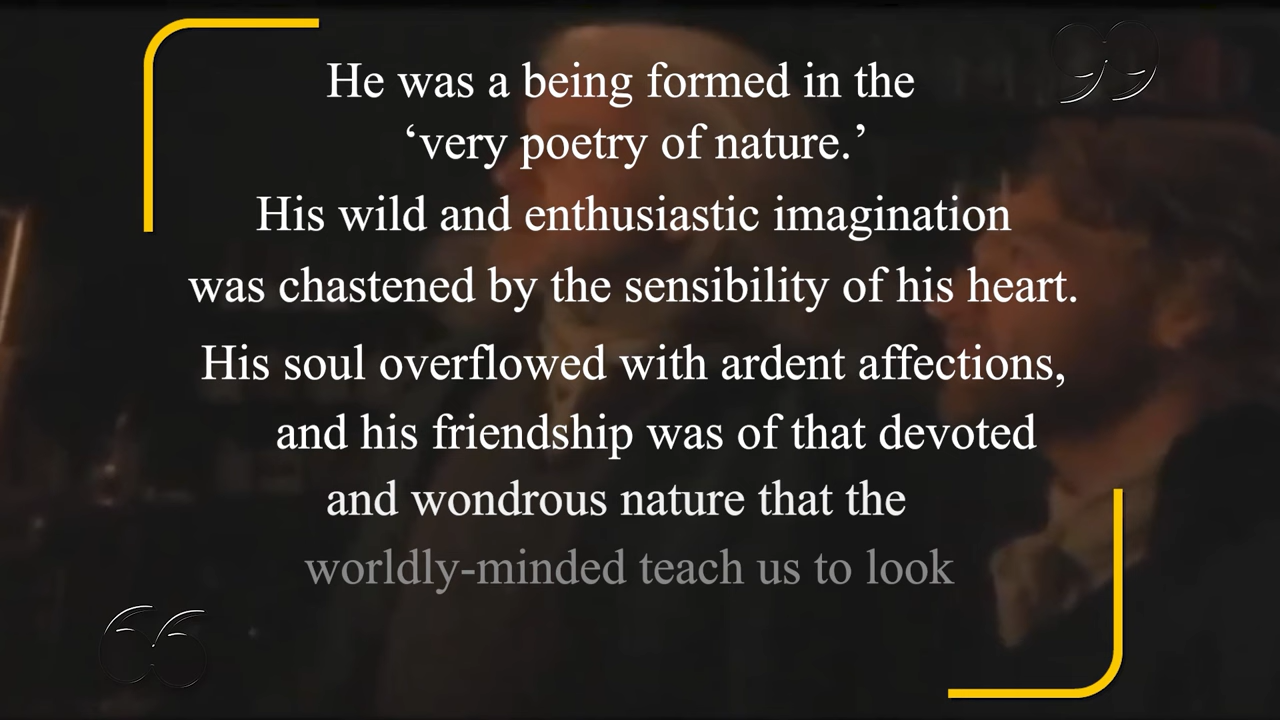 He was a being formed in the
‘very poetry of nature.’
His wild and enthusiastic imagination
was chastened by the sensibility of his heart.
His soul overflowed with ardent affections,
and his friendship was of that devoted
and wondrous nature that the
worldly-minded teach us to look